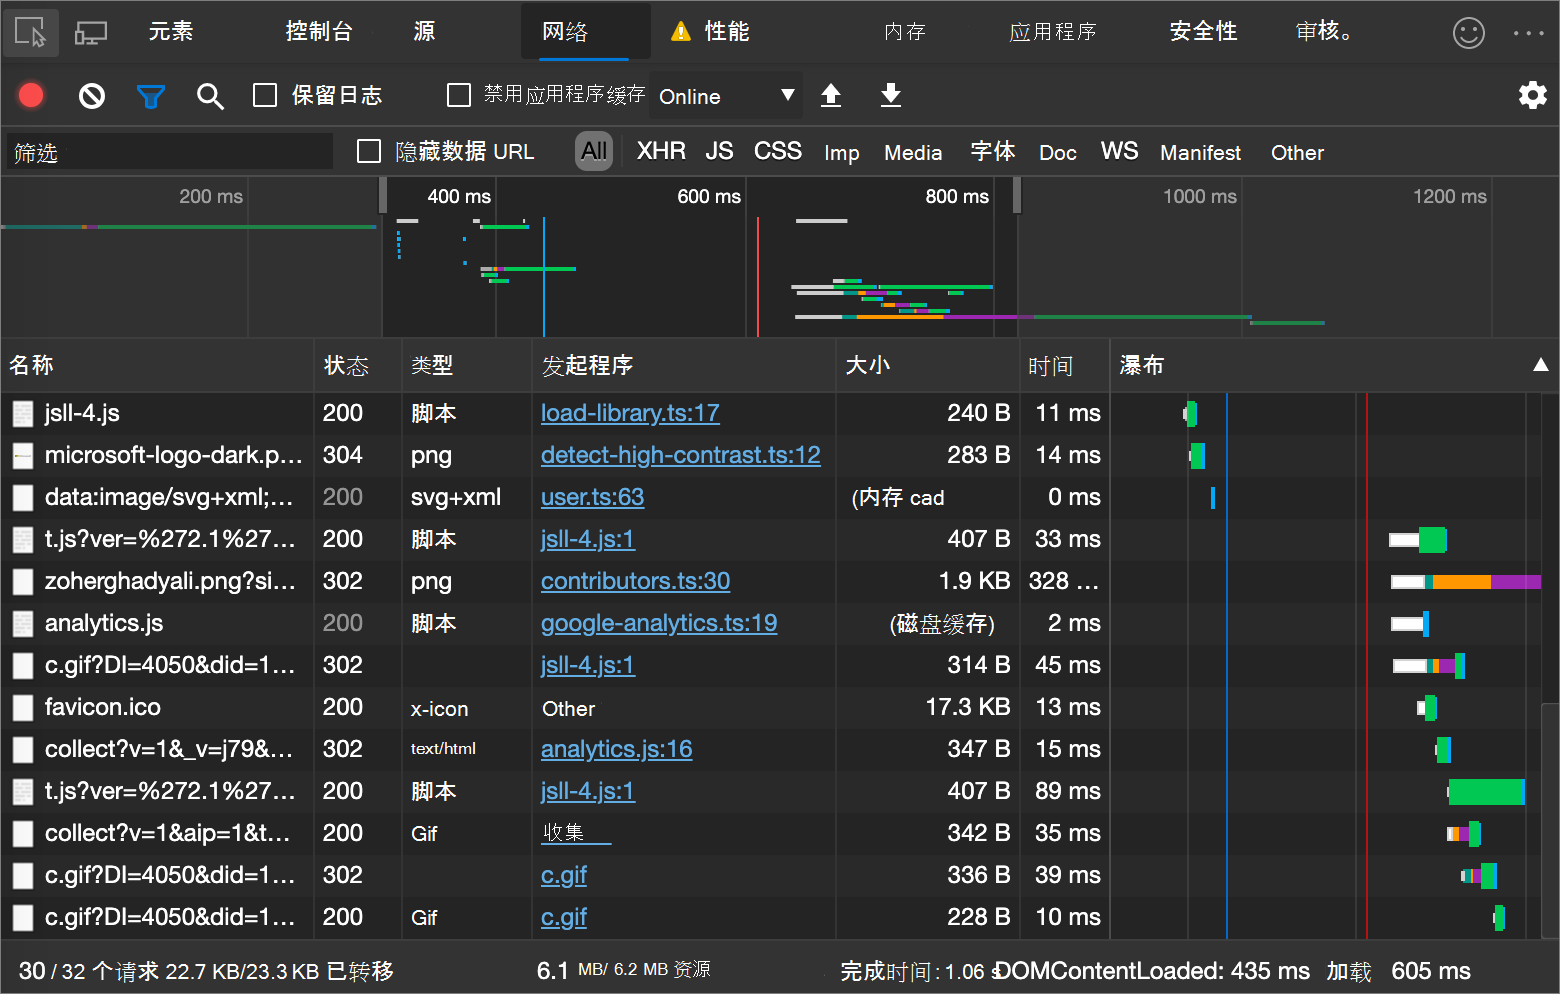 元素 控制台 源 网络 性能 内存 应用程序 安全性 审核。
保留日志 禁用应用程序缓存 Online
筛选 隐藏数据 URL All XHR JS CSS Imp Media 字体 Doc WS Manifest Other
200 ms 400 ms 600 ms 800 ms 1000 ms 1200 ms
名称 状态 类型 发起程序 大小 时间 瀑布
jsll-4.js 200 脚本 load-library.ts:17 240 B 11 ms
microsoft-logo-dark.p... 304 png detect-high-contrast.ts:12 283 B 14 ms
data:image/svg+xml;... 200 svg+xml user.ts:63 (内存 cad 0 ms
t.js?ver=%272.1%27... 200 脚本 jsll-4.js:1 407 B 33 ms
zoherghadyali.png?si... 302 png contributors.ts:30 1.9 KB 328 ...
analytics.js 200 脚本 google-analytics.ts:19 (磁盘缓存) 2 ms
c.gif?DI=4050&did=1... 302 jsll-4.js:1 314 B 45 ms
favicon.ico 200 x-icon Other 17.3 KB 13 ms
collect?v=1&_v=j79&... 302 text/html analytics.js:16 347 B 15 ms
t.js?ver=%272.1%27... 200 脚本 jsll-4.js:1 407 B 89 ms
collect?v=1&aip=1&t... 200 Gif 收集 342 B 35 ms
c.gif?DI=4050&did=1... 302 c.gif 336 B 39 ms
c.gif?DI=4050&did=1... 200 Gif c.gif 228 B 10 ms
30 / 32 个请求 22.7 KB/23.3 KB 已转移 6.1 MB/ 6.2 MB 资源 完成时间: 1.06 s DOMContentLoaded: 435 ms 加载 605 ms